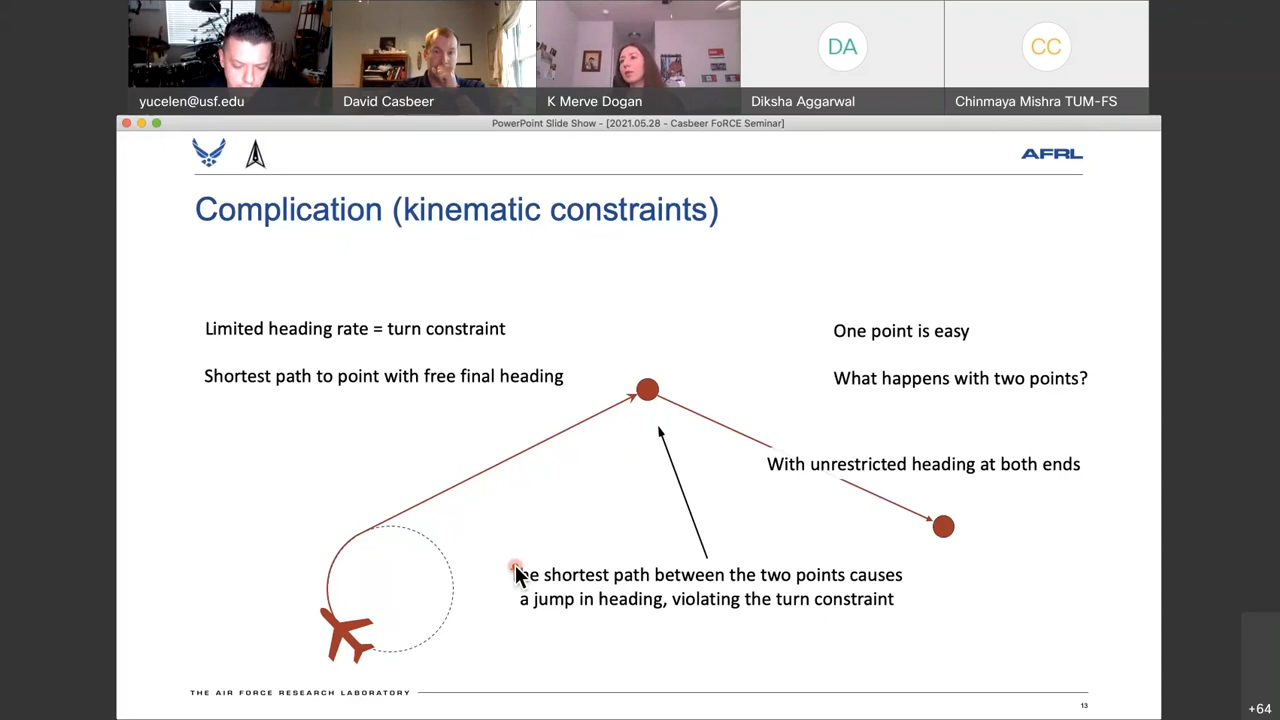 yucelen@usf.edu
David Casbeer
K Merve Dogan
DA
Diksha Aggarwal
CC
Chinmaya Mishra TUM-FS
PowerPoint Slide Show - [2021.05.28 - Casbeer FoRCE Seminar]
AFRL
Complication (kinematic constraints)
Limited heading rate = turn constraint
Shortest path to point with free final heading
One point is easy
What happens with two points?
With unrestricted heading at both ends
he shortest path between the two points causes
a jump in heading, violating the turn constraint
THE AIR FORCE RESEARCH LABORATORY
13
+64